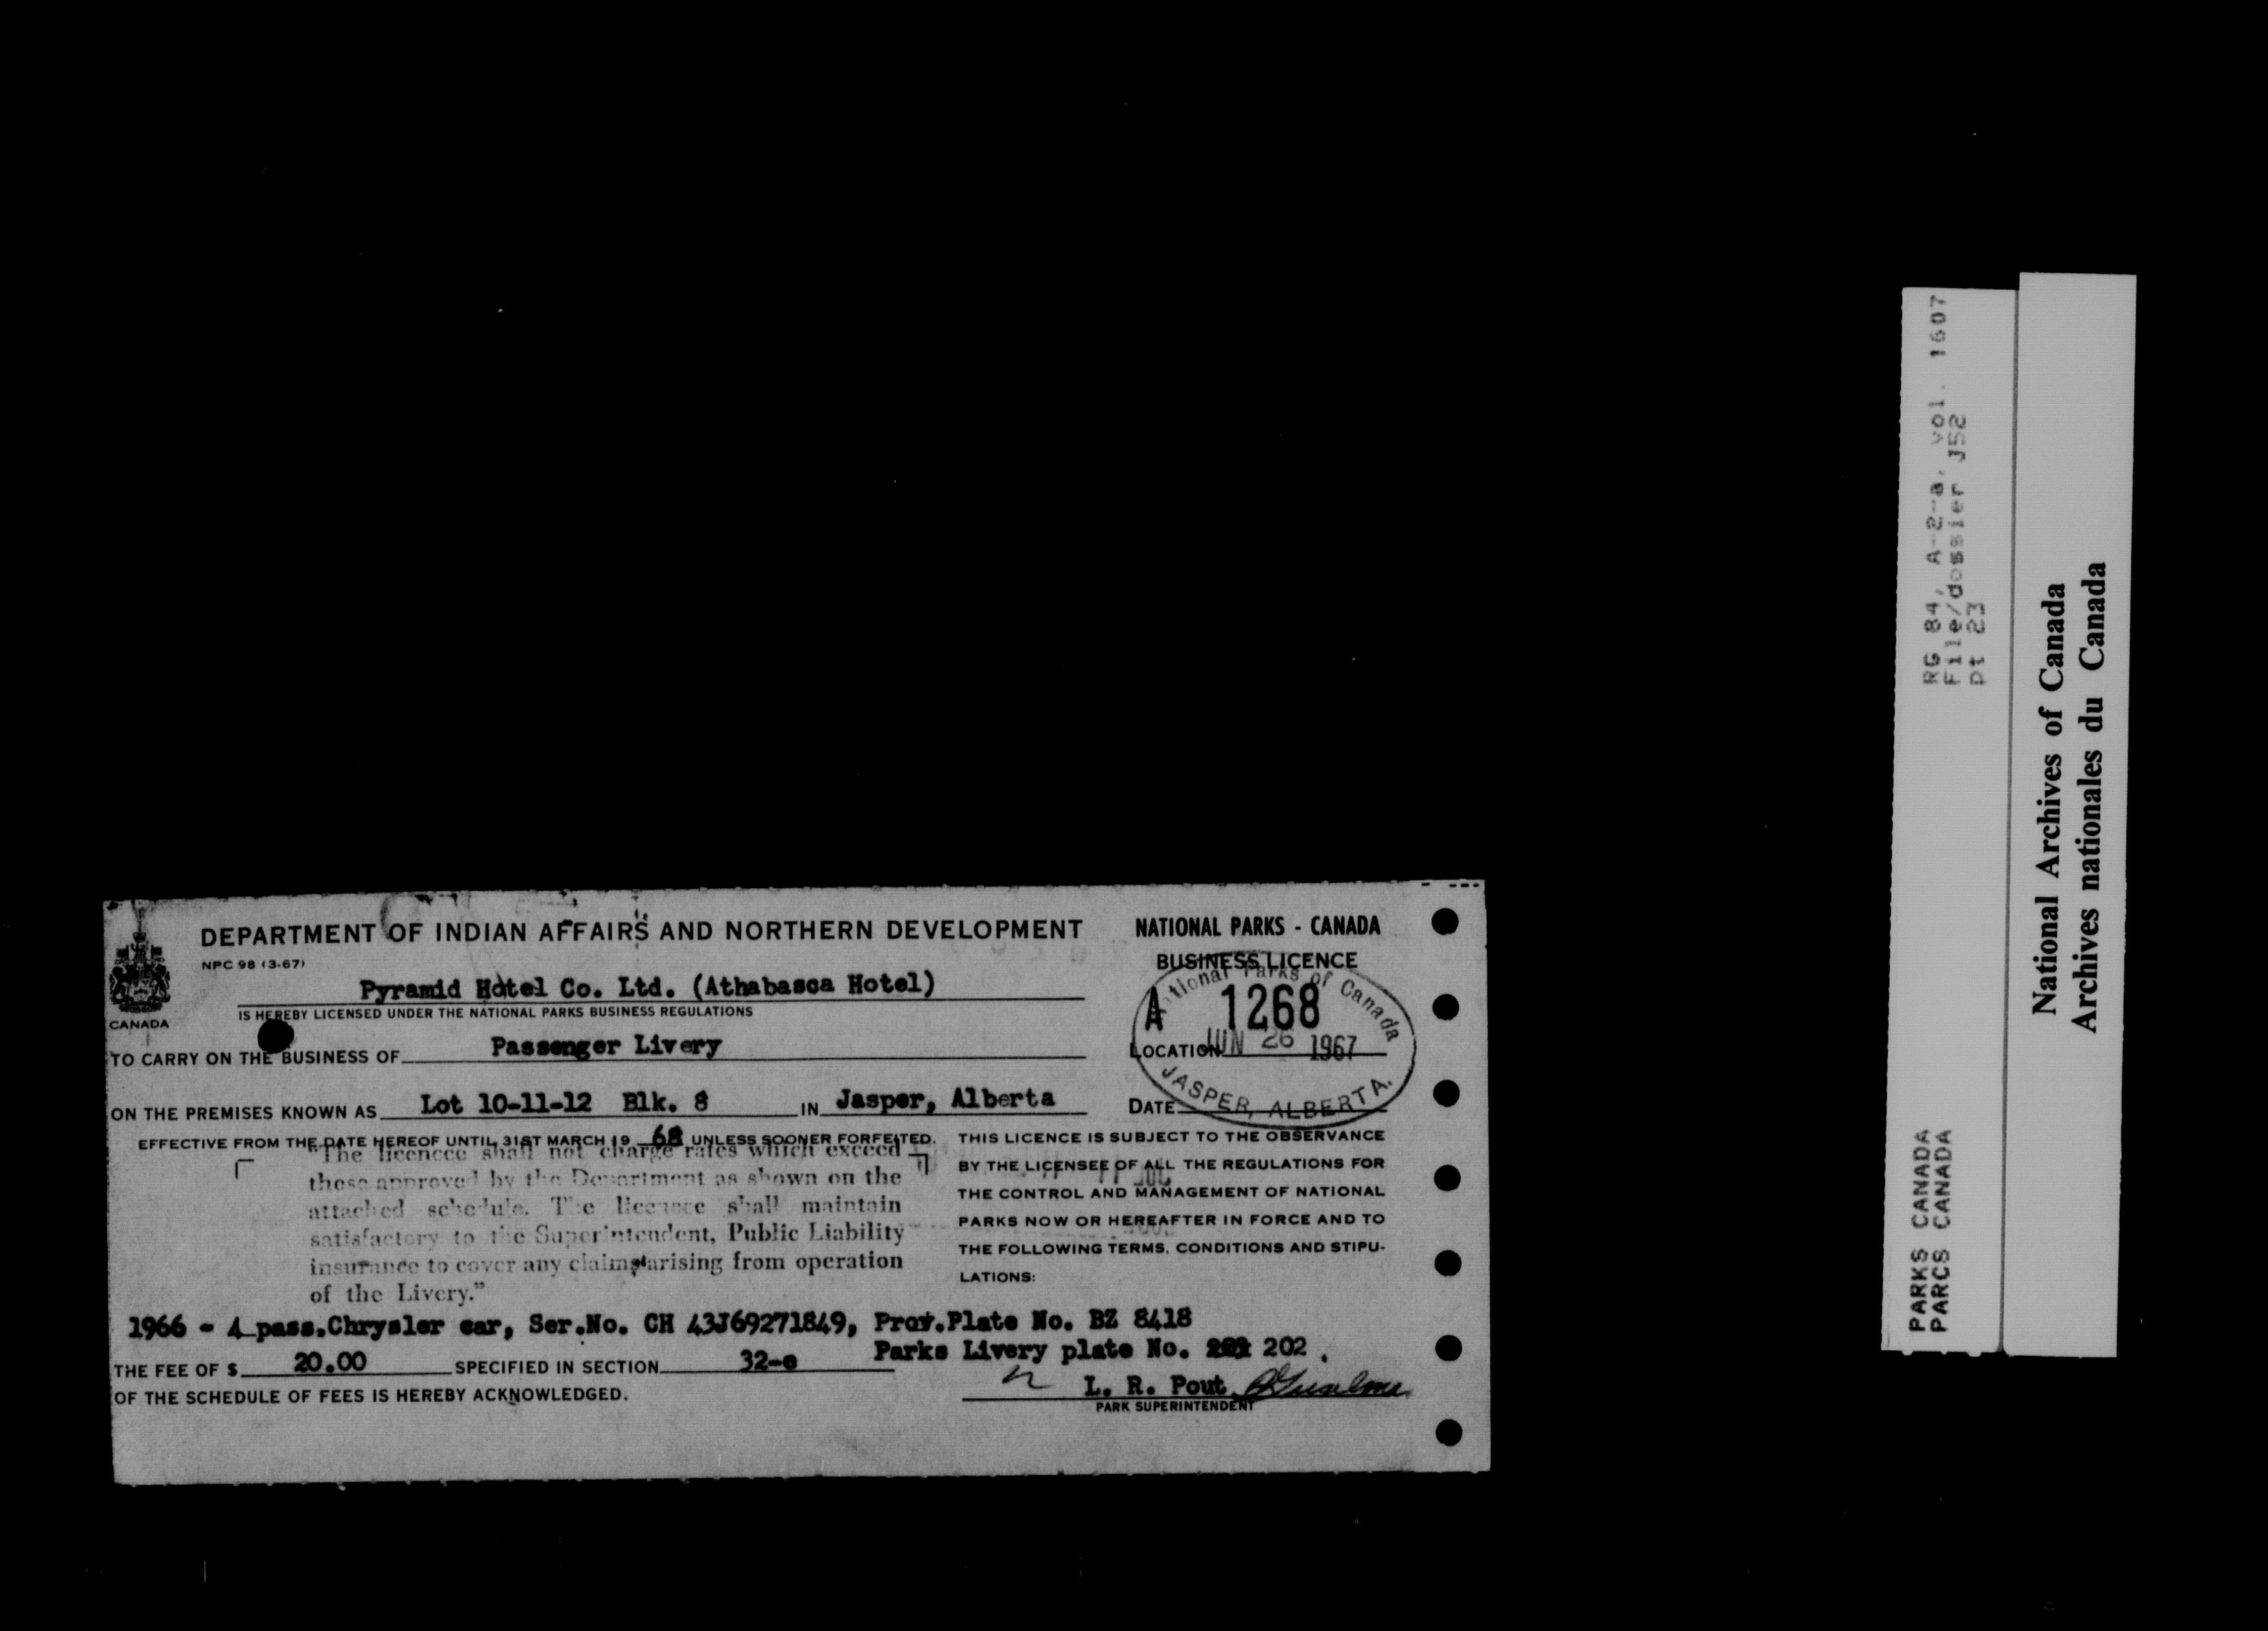 DEPARTMENT OF INDIAN AFFAIRS AND NORTHERN DEVELOPMENT
NPC 98 (3-67)
Pyramid Hotel Co. Ltd. (Athabasca Hotel)
IS HEREBY LICENSED UNDER THE NATIONAL PARKS BUSINESS REGULATIONS
CANADA
TO CARRY ON THE BUSINESS OF Passenger Livery
ON THE PREMISES KNOWN AS Lot 10-11-12 Blk. 8 IN Jasper, Alberta
EFFECTIVE FROM THE DATE HEREOF UNTIL 31ST MARCH 19 68 UNLESS SOONER FORFEITED.
"The licencee shall not charge rates which exceed
those approved by the Department as shown on the
attached schedule. The licencee shall maintain
satisfactory to the Superintendent, Public Liability
insurance to cover any claims arising from operation
of the Livery."
NATIONAL PARKS - CANADA
BUSINESS LICENCE
National Parks of Canada
A 1268
LOCATION
JUN 26 1967
JASPER, ALBERTA.
DATE
THIS LICENCE IS SUBJECT TO THE OBSERVANCE
BY THE LICENSEE OF ALL THE REGULATIONS FOR
THE CONTROL AND MANAGEMENT OF NATIONAL
PARKS NOW OR HEREAFTER IN FORCE AND TO
THE FOLLOWING TERMS, CONDITIONS AND STIPU-
LATIONS:
1966 - 4 pass.Chrysler car, Ser.No. CH 43J69271849, Prov.Plate No. BZ 8418
Parks Livery plate No. 202.
THE FEE OF $ 20.00 SPECIFIED IN SECTION 32-e
OF THE SCHEDULE OF FEES IS HEREBY ACKNOWLEDGED.
L. R. Pout
PARK SUPERINTENDENT
RG 84, A-2-a, vol. 1607
File/dossier J52
pt 23
PARKS CANADA
PARCS CANADA
National Archives of Canada
Archives nationales du Canada